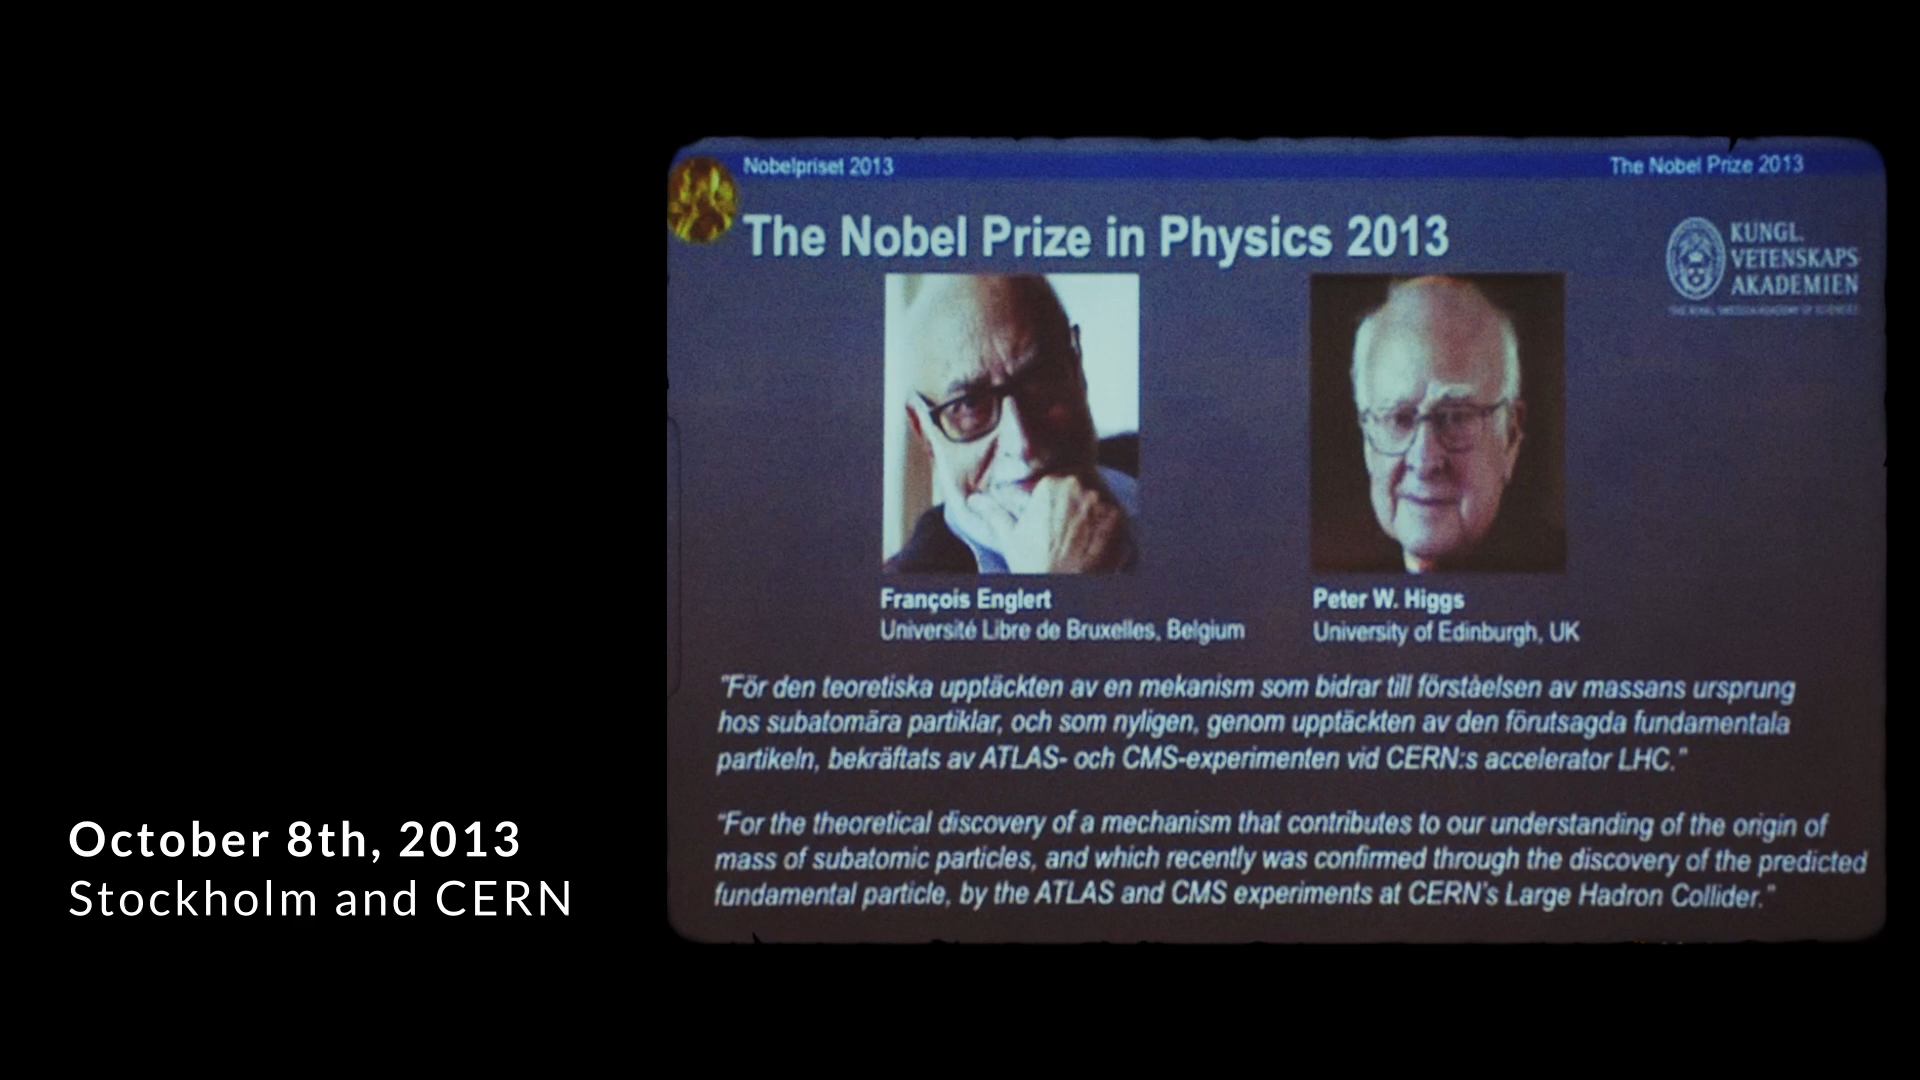 Nobelpriset 2013
The Nobel Prize 2013
The Nobel Prize in Physics 2013
KUNGL.
VETENSKAPS
AKADEMIEN
THE ROYAL SWEDISH ACADEMY OF SCIENCES
François Englert
Université Libre de Bruxelles, Belgium
Peter W. Higgs
University of Edinburgh, UK
"För den teoretiska upptäckten av en mekanism som bidrar till förståelsen av massans ursprung
hos subatomära partiklar, och som nyligen, genom upptäckten av den förutsagda fundamentala
partikeln, bekräftats av ATLAS- och CMS-experimenten vid CERN:s accelerator LHC."
"For the theoretical discovery of a mechanism that contributes to our understanding of the origin of
mass of subatomic particles, and which recently was confirmed through the discovery of the predicted
fundamental particle, by the ATLAS and CMS experiments at CERN's Large Hadron Collider."
October 8th, 2013
Stockholm and CERN